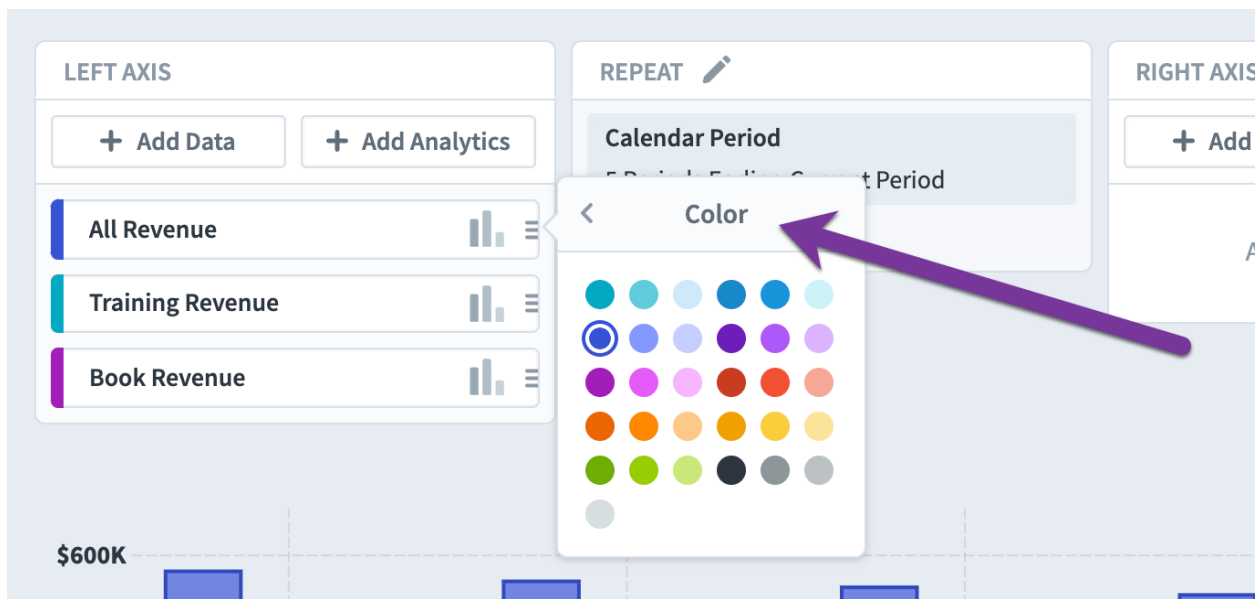 LEFT AXIS
REPEAT
RIGHT AXIS
+ Add Data
+ Add Analytics
Calendar Period
+ Add
Period
All Revenue
Color
Training Revenue
Book Revenue
$600K